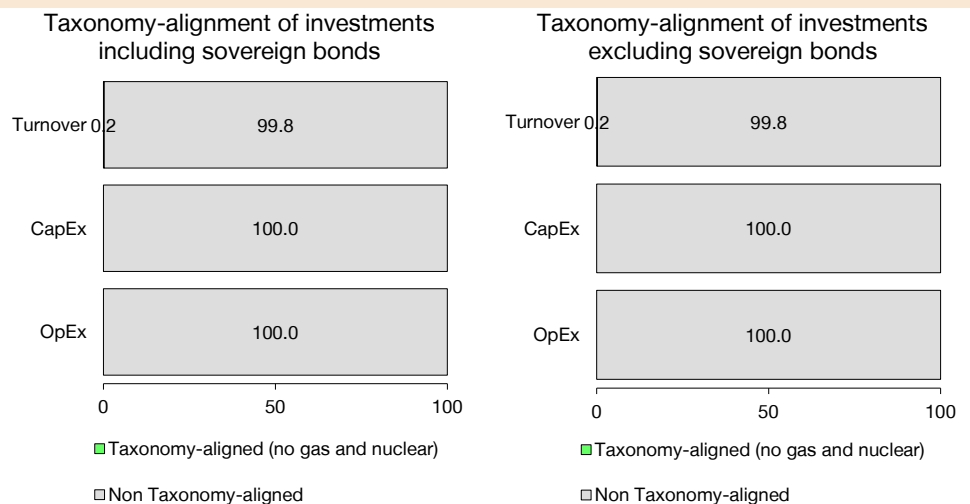 Taxonomy-alignment of investments
including sovereign bonds
Turnover 0.2 99.8
CapEx 100.0
OpEx 100.0
0 50 100
Taxonomy-aligned (no gas and nuclear)
Non Taxonomy-aligned
Taxonomy-alignment of investments
excluding sovereign bonds
Turnover 0.2 99.8
CapEx 100.0
OpEx 100.0
0 50 100
Taxonomy-aligned (no gas and nuclear)
Non Taxonomy-aligned